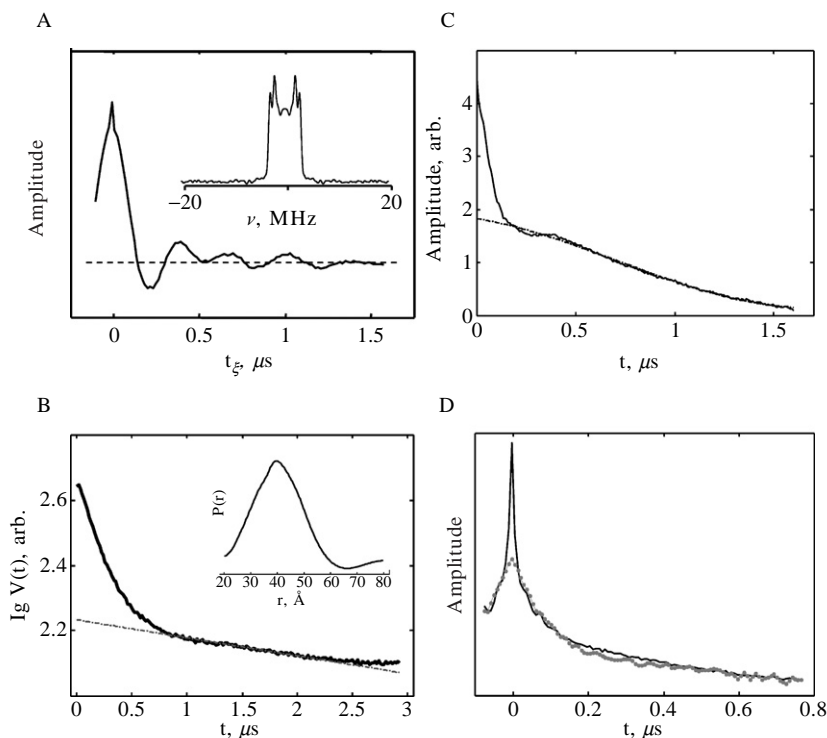 A
Amplitude
−20
20
ν, MHz
0
0.5
1
1.5
t_ξ, μs
C
Amplitude, arb.
4
3
2
1
0
0
0.5
1
1.5
t, μs
B
lg V(t), arb.
2.6
2.4
2.2
P(r)
20 30 40 50 60 70 80
r, Å
0
0.5
1
1.5
2
2.5
3
t, μs
D
Amplitude
0
0.2
0.4
0.6
0.8
t, μs